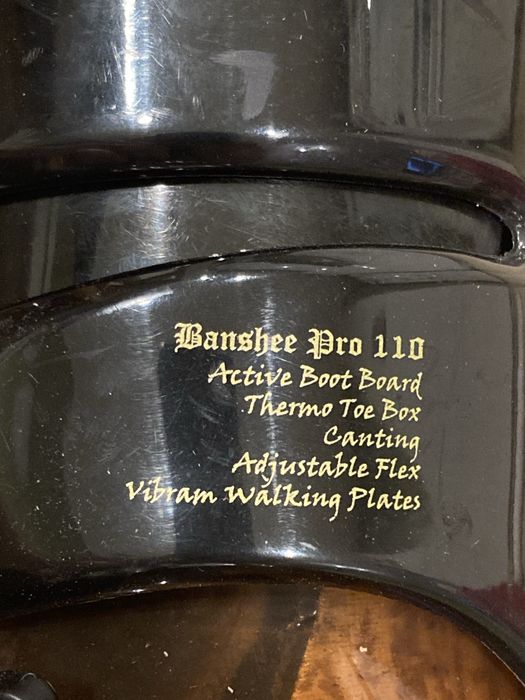 Banshee Pro 110
Active Boot Board
Thermo Toe Box
Canting
Adjustable Flex
Vibram Walking Plates